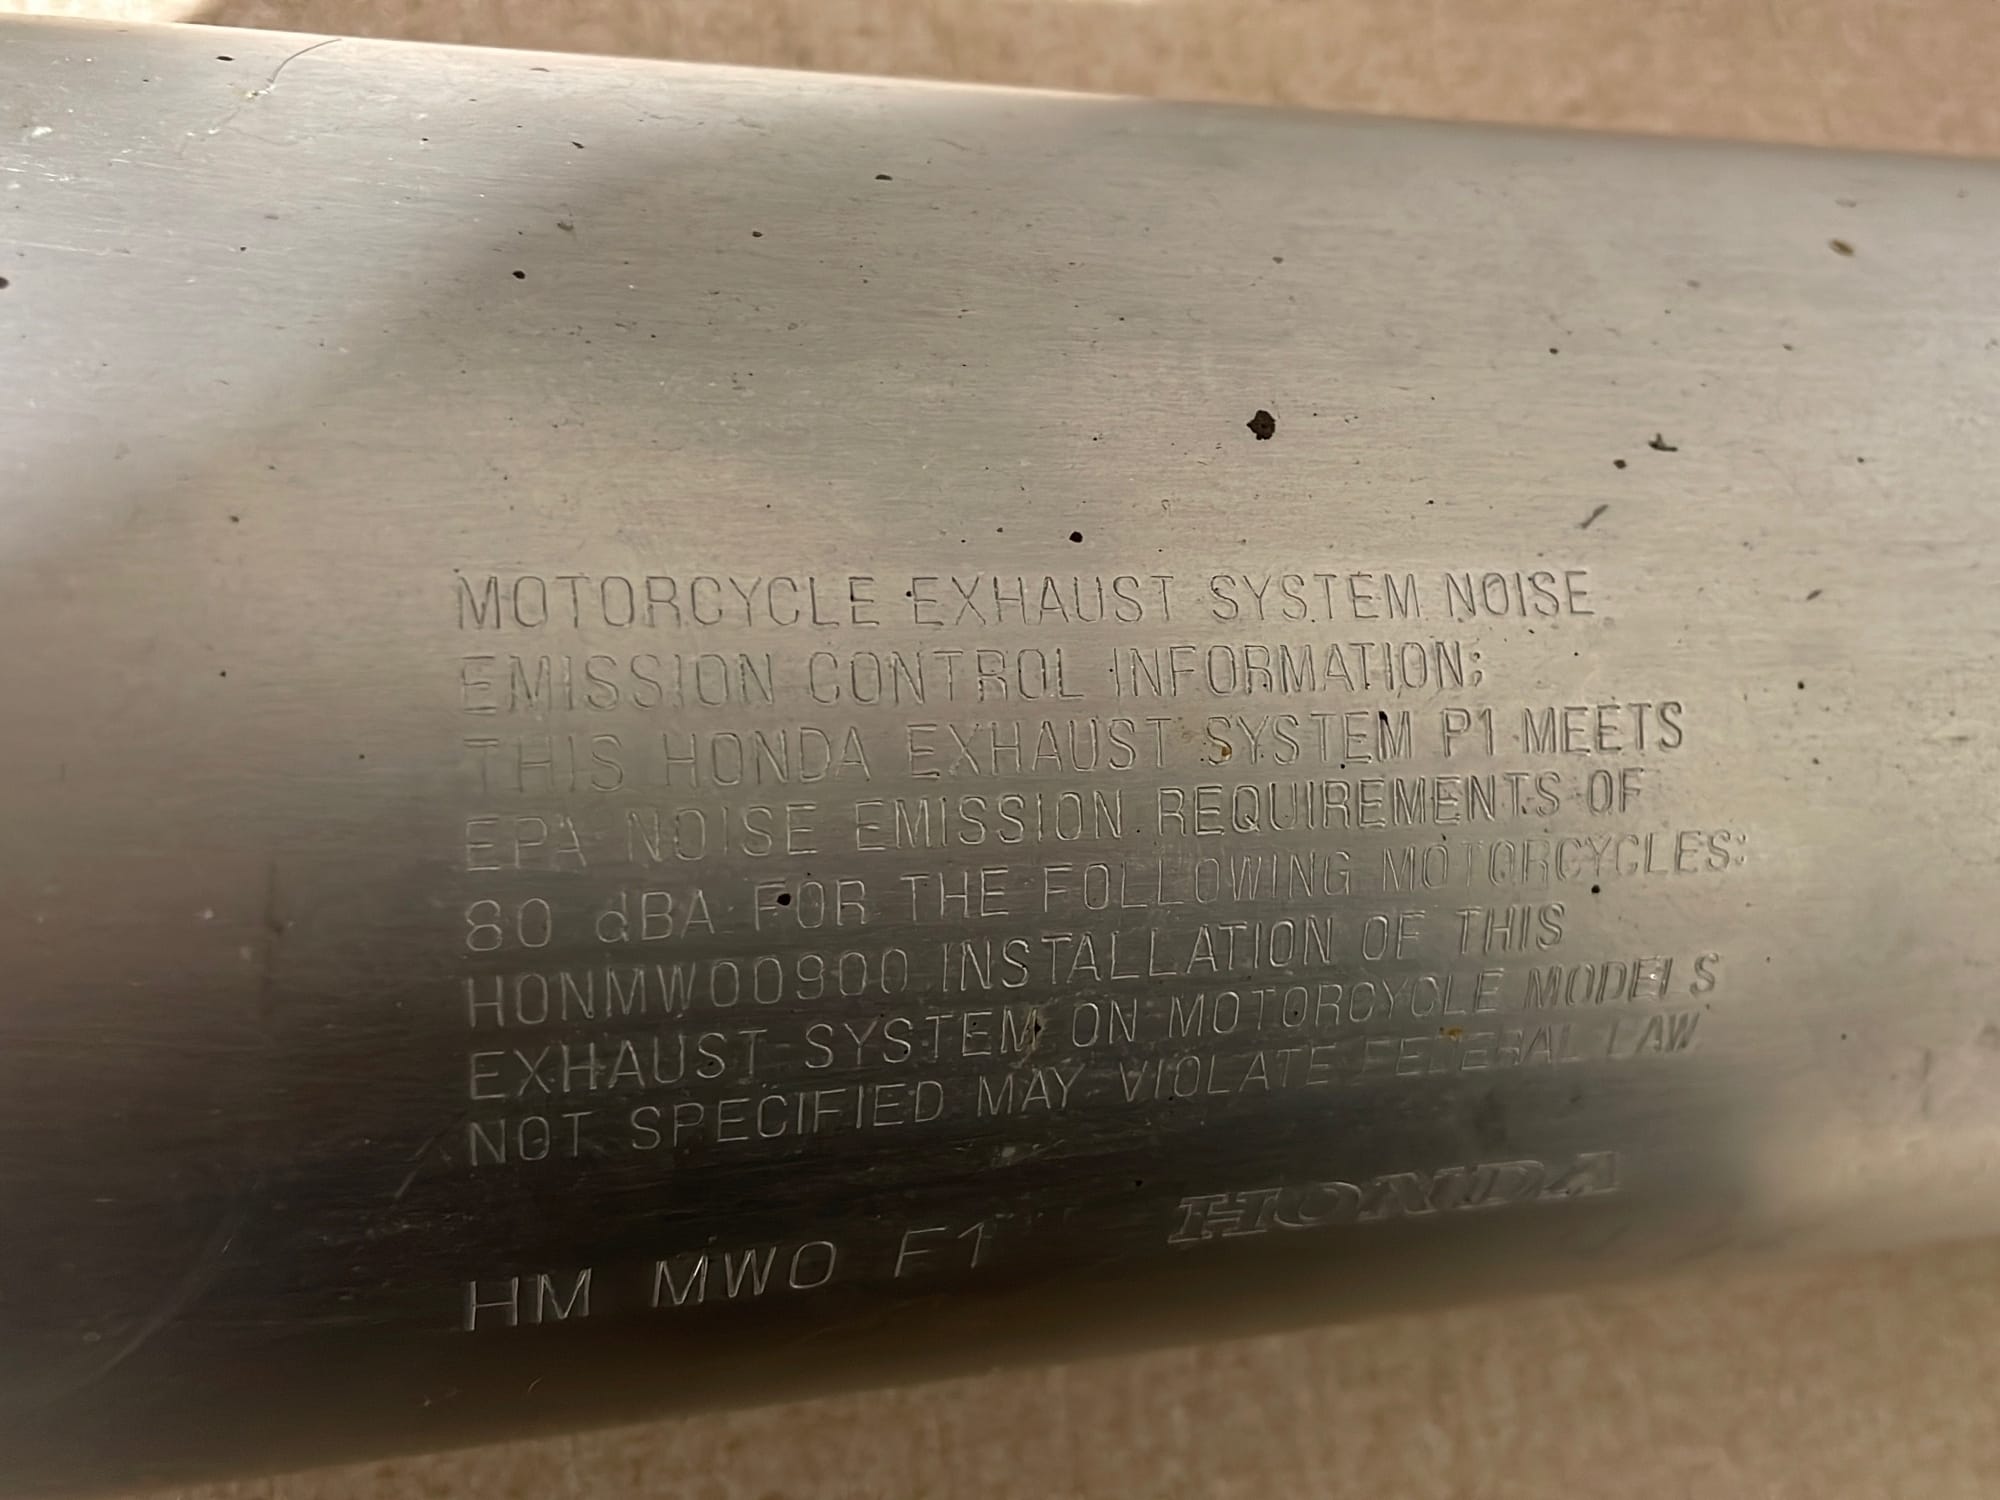 MOTORCYCLE EXHAUST SYSTEM NOISE
EMISSION CONTROL INFORMATION:
THIS HONDA EXHAUST SYSTEM P1 MEETS
EPA NOISE EMISSION REQUIREMENTS OF
80 dBA FOR THE FOLLOWING MOTORCYCLES:
HONMW00900 INSTALLATION OF THIS
EXHAUST SYSTEM ON MOTORCYCLE MODELS
NOT SPECIFIED MAY VIOLATE FEDERAL LAW
HM MW0 F1 HONDA